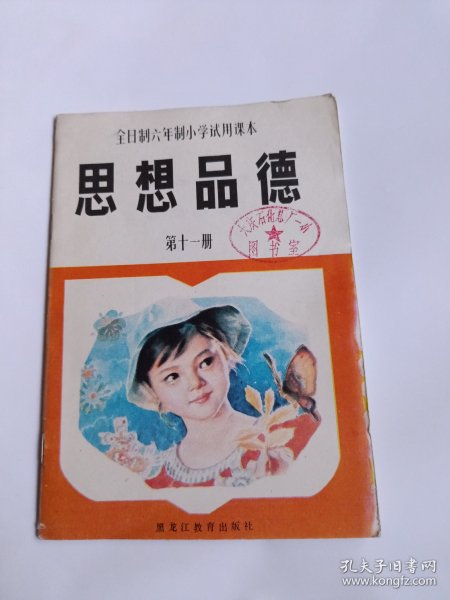 全日制六年制小学试用课本
思想品德
第十一册
图书室
黑龙江教育出版社
孔夫子旧书网
www.kongfz.com